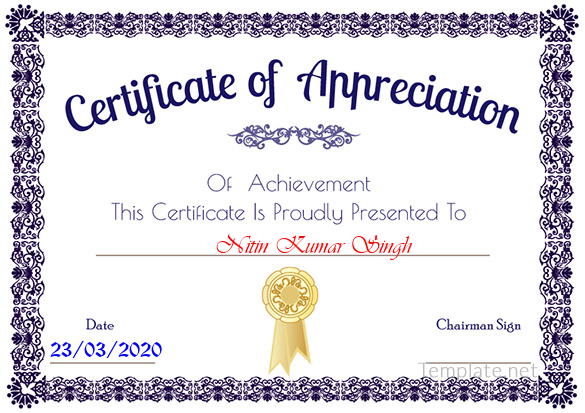 Certificate of Appreciation
Of Achievement
This Certificate Is Proudly Presented To
Nitin Kumar Singh
Date
Chairman Sign
23/03/2020
Template.net